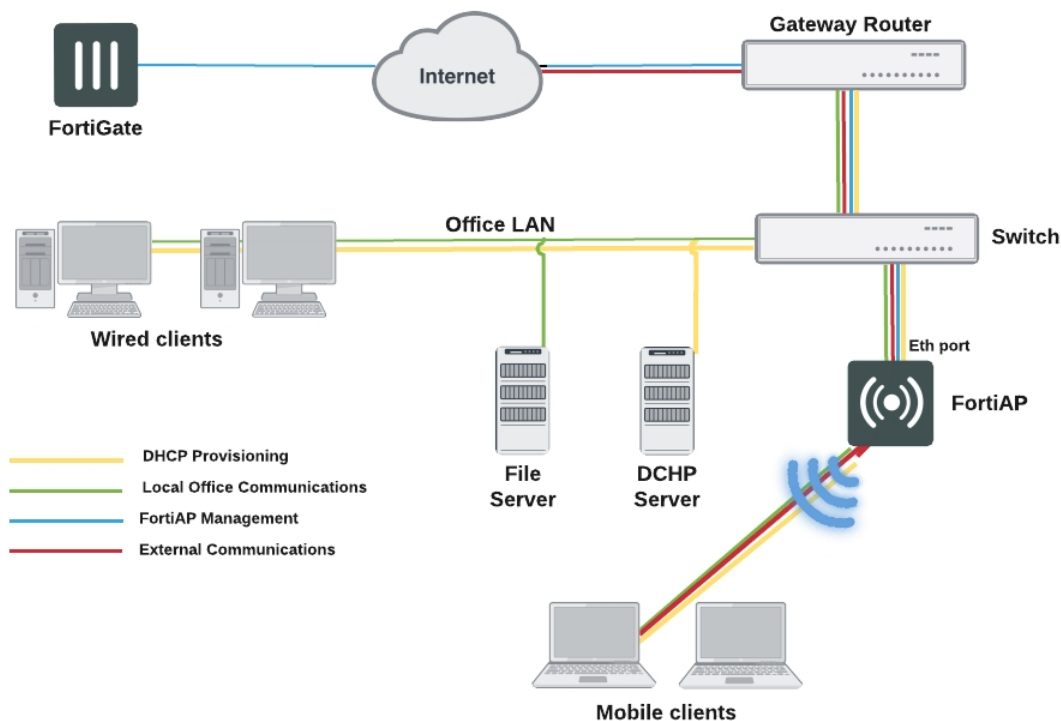 Gateway Router
Internet
FortiGate
Office LAN
Switch
Wired clients
Eth port
FortiAP
DHCP Provisioning
Local Office Communications
FortiAP Management
External Communications
File
Server
DCHP
Server
Mobile clients